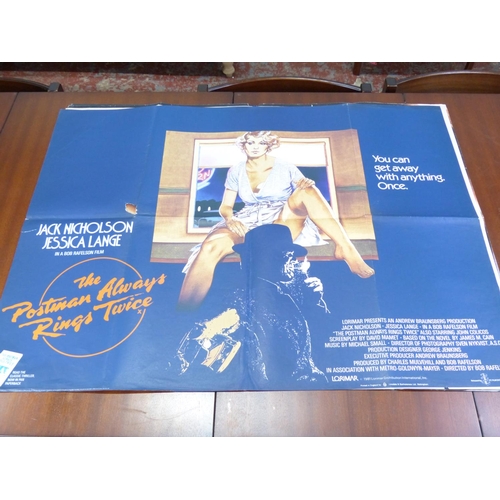 You can
get away
with anything.
Once.
JACK NICHOLSON
JESSICA LANGE
IN A BOB RAFELSON FILM
the
Postman Always
Rings Twice
LORIMAR PRESENTS AN ANDREW BRAUNSBERG PRODUCTION
JACK NICHOLSON · JESSICA LANGE · IN A BOB RAFELSON FILM
"THE POSTMAN ALWAYS RINGS TWICE" ALSO STARRING JOHN COLICOS
SCREENPLAY BY DAVID MAMET · BASED ON THE NOVEL BY JAMES M. CAIN
MUSIC BY MICHAEL SMALL · DIRECTOR OF PHOTOGRAPHY SVEN NYKVIST, A.S.C
PRODUCTION DESIGNER GEORGE JENKINS
EXECUTIVE PRODUCER ANDREW BRAUNSBERG
PRODUCED BY CHARLES MULVEHILL AND BOB RAFELSON
IN ASSOCIATION WITH METRO-GOLDWYN-MAYER · DIRECTED BY BOB RAFELS
LORIMAR